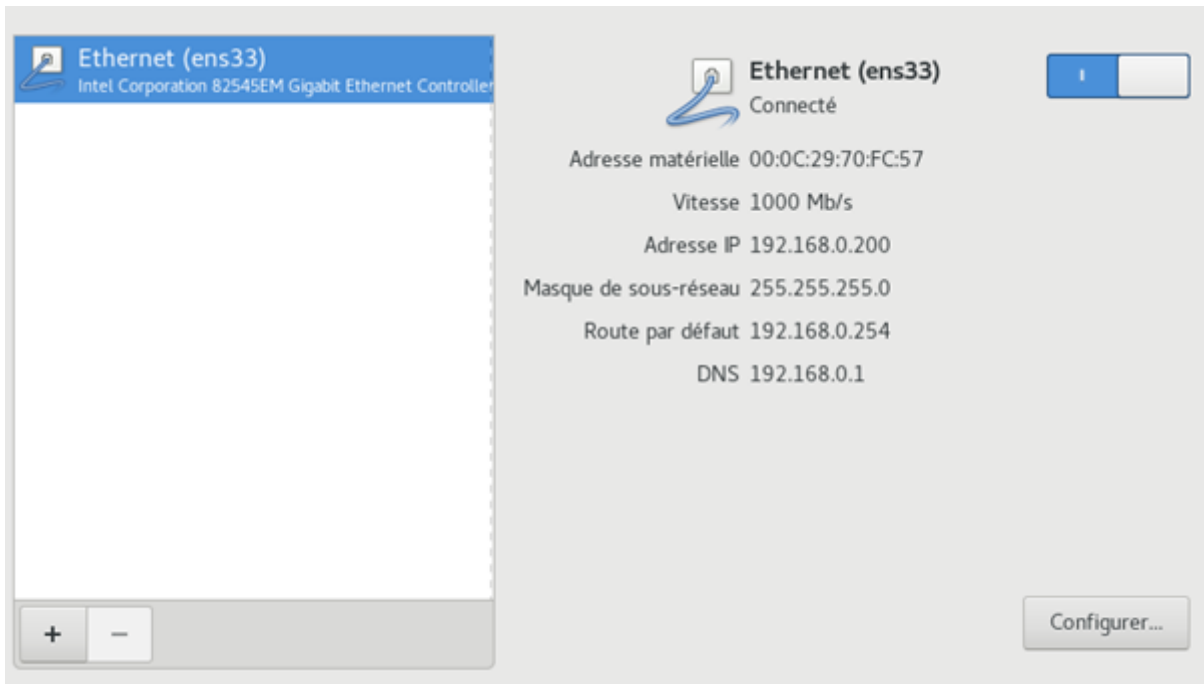 Ethernet (ens33)
Intel Corporation 82545EM Gigabit Ethernet Controller
Ethernet (ens33)
Connecté
Adresse matérielle 00:0C:29:70:FC:57
Vitesse 1000 Mb/s
Adresse IP 192.168.0.200
Masque de sous-réseau 255.255.255.0
Route par défaut 192.168.0.254
DNS 192.168.0.1
+ −
Configurer...